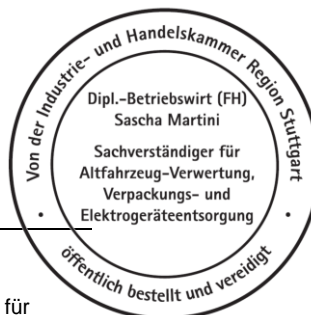 Von der Industrie- und Handelskammer Region Stuttgart
Dipl.-Betriebswirt (FH)
Sascha Martini
Sachverständiger für
Altfahrzeug-Verwertung,
Verpackungs- und
Elektrogeräteentsorgung
öffentlich bestellt und vereidigt
für